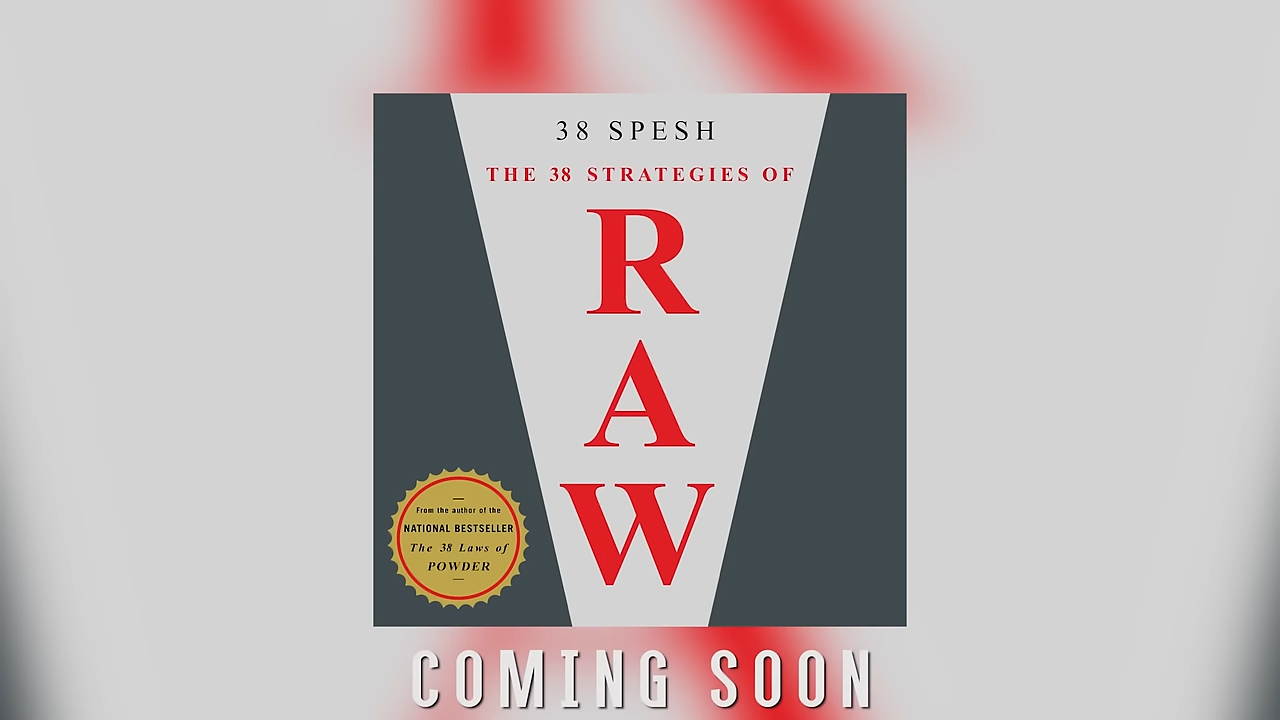 38 SPESH
THE 38 STRATEGIES OF
R
A
W
From the author of the
NATIONAL BESTSELLER
The 38 Laws of
POWDER
COMING SOON